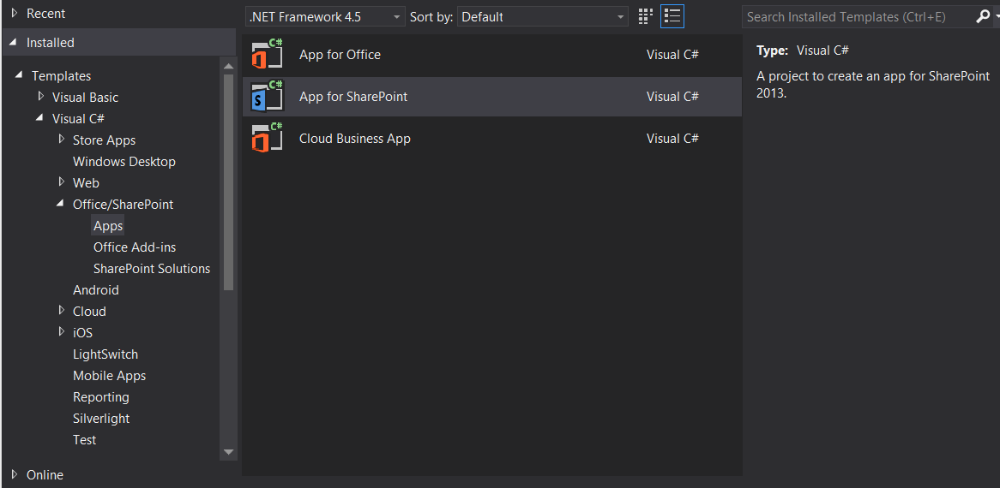 Recent
.NET Framework 4.5
Sort by:
Default
Search Installed Templates (Ctrl+E)
Installed
Templates
Visual Basic
Visual C#
Store Apps
Windows Desktop
Web
Office/SharePoint
Apps
Office Add-ins
SharePoint Solutions
Android
Cloud
iOS
LightSwitch
Mobile Apps
Reporting
Silverlight
Test
Online
C#
App for Office
Visual C#
C#
S
App for SharePoint
Visual C#
C#
Cloud Business App
Visual C#
Type: Visual C#
A project to create an app for SharePoint
2013.